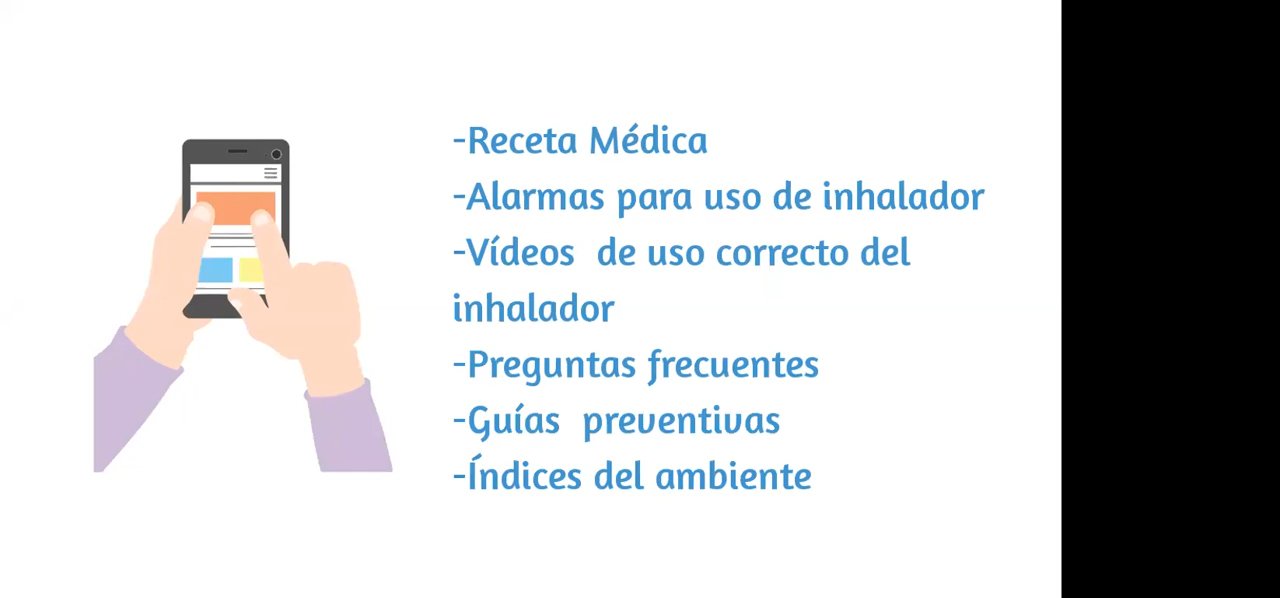 -Receta Médica
-Alarmas para uso de inhalador
-Vídeos  de uso correcto del
inhalador
-Preguntas frecuentes
-Guías  preventivas
-Índices del ambiente